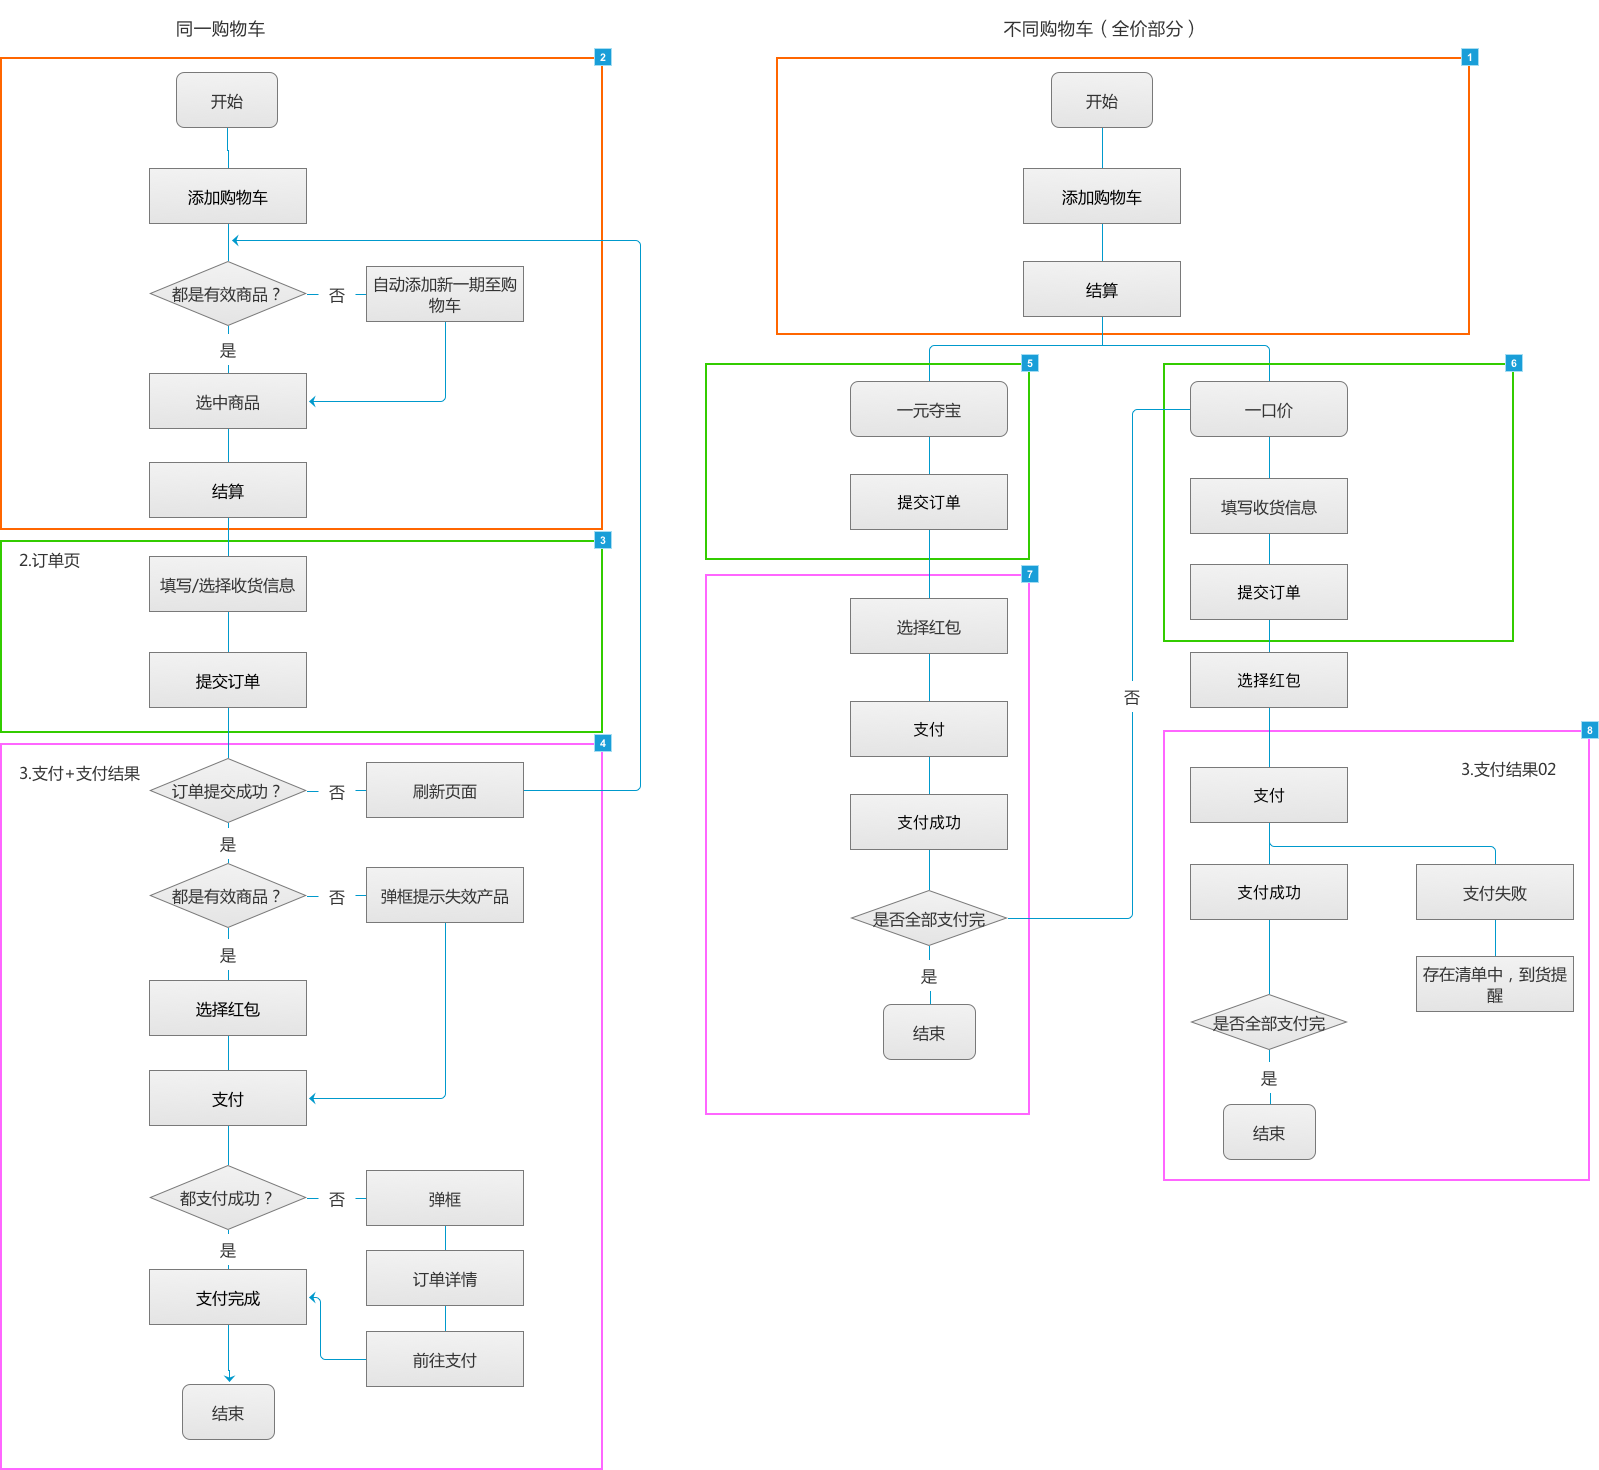 同一购物车
2
开始
添加购物车
都是有效商品？
否
自动添加新一期至购
物车
是
选中商品
结算
3
2.订单页
填写/选择收货信息
提交订单
4
3.支付+支付结果
订单提交成功？
否
刷新页面
是
都是有效商品？
否
弹框提示失效产品
是
选择红包
支付
都支付成功？
否
弹框
是
订单详情
支付完成
前往支付
结束
不同购物车（全价部分）
1
开始
添加购物车
结算
5
一元夺宝
提交订单
7
选择红包
支付
支付成功
是否全部支付完
否
是
结束
6
一口价
填写收货信息
提交订单
选择红包
8
3.支付结果02
支付
支付成功
支付失败
存在清单中，到货提
醒
是否全部支付完
是
结束